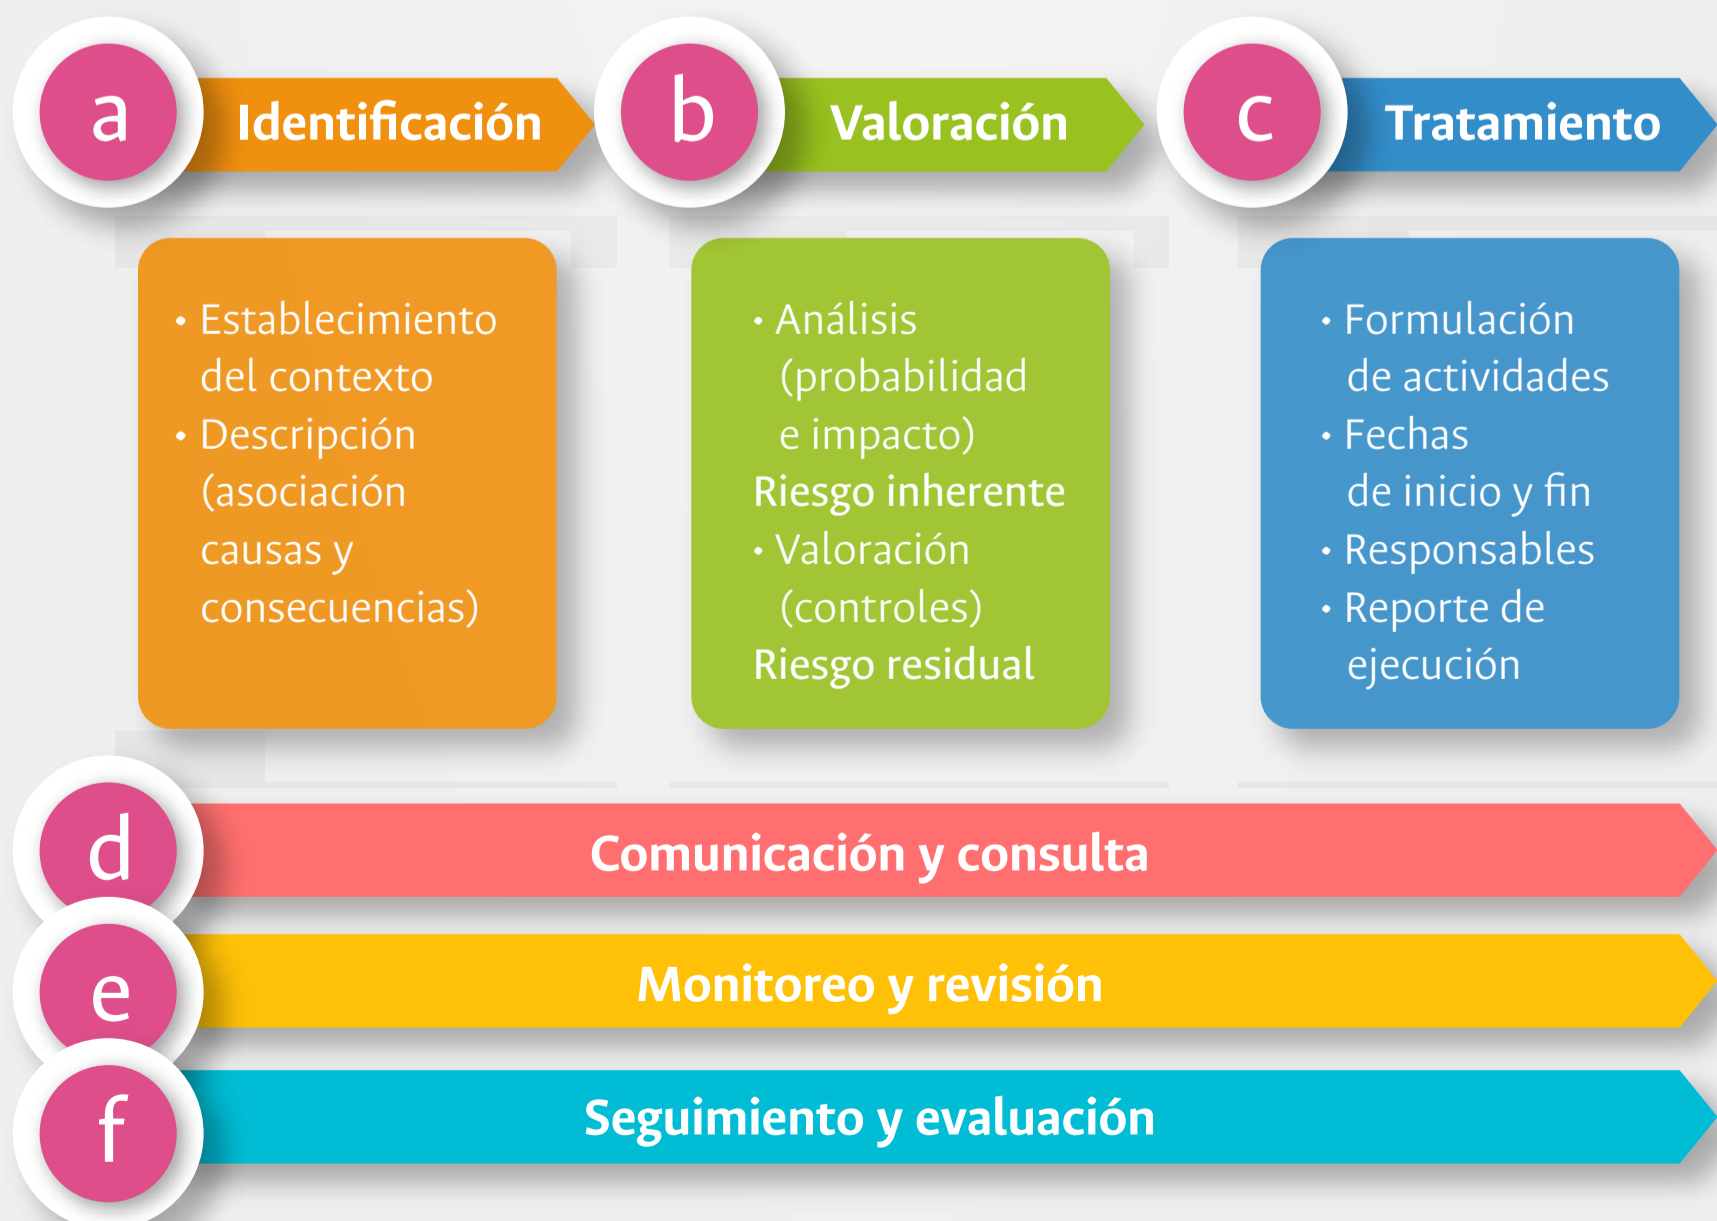 a
Identificación
• Establecimiento
del contexto
• Descripción
(asociación
causas y
consecuencias)
b
Valoración
• Análisis
(probabilidad
e impacto)
Riesgo inherente
• Valoración
(controles)
Riesgo residual
c
Tratamiento
• Formulación
de actividades
• Fechas
de inicio y fin
• Responsables
• Reporte de
ejecución
d
Comunicación y consulta
e
Monitoreo y revisión
f
Seguimiento y evaluación